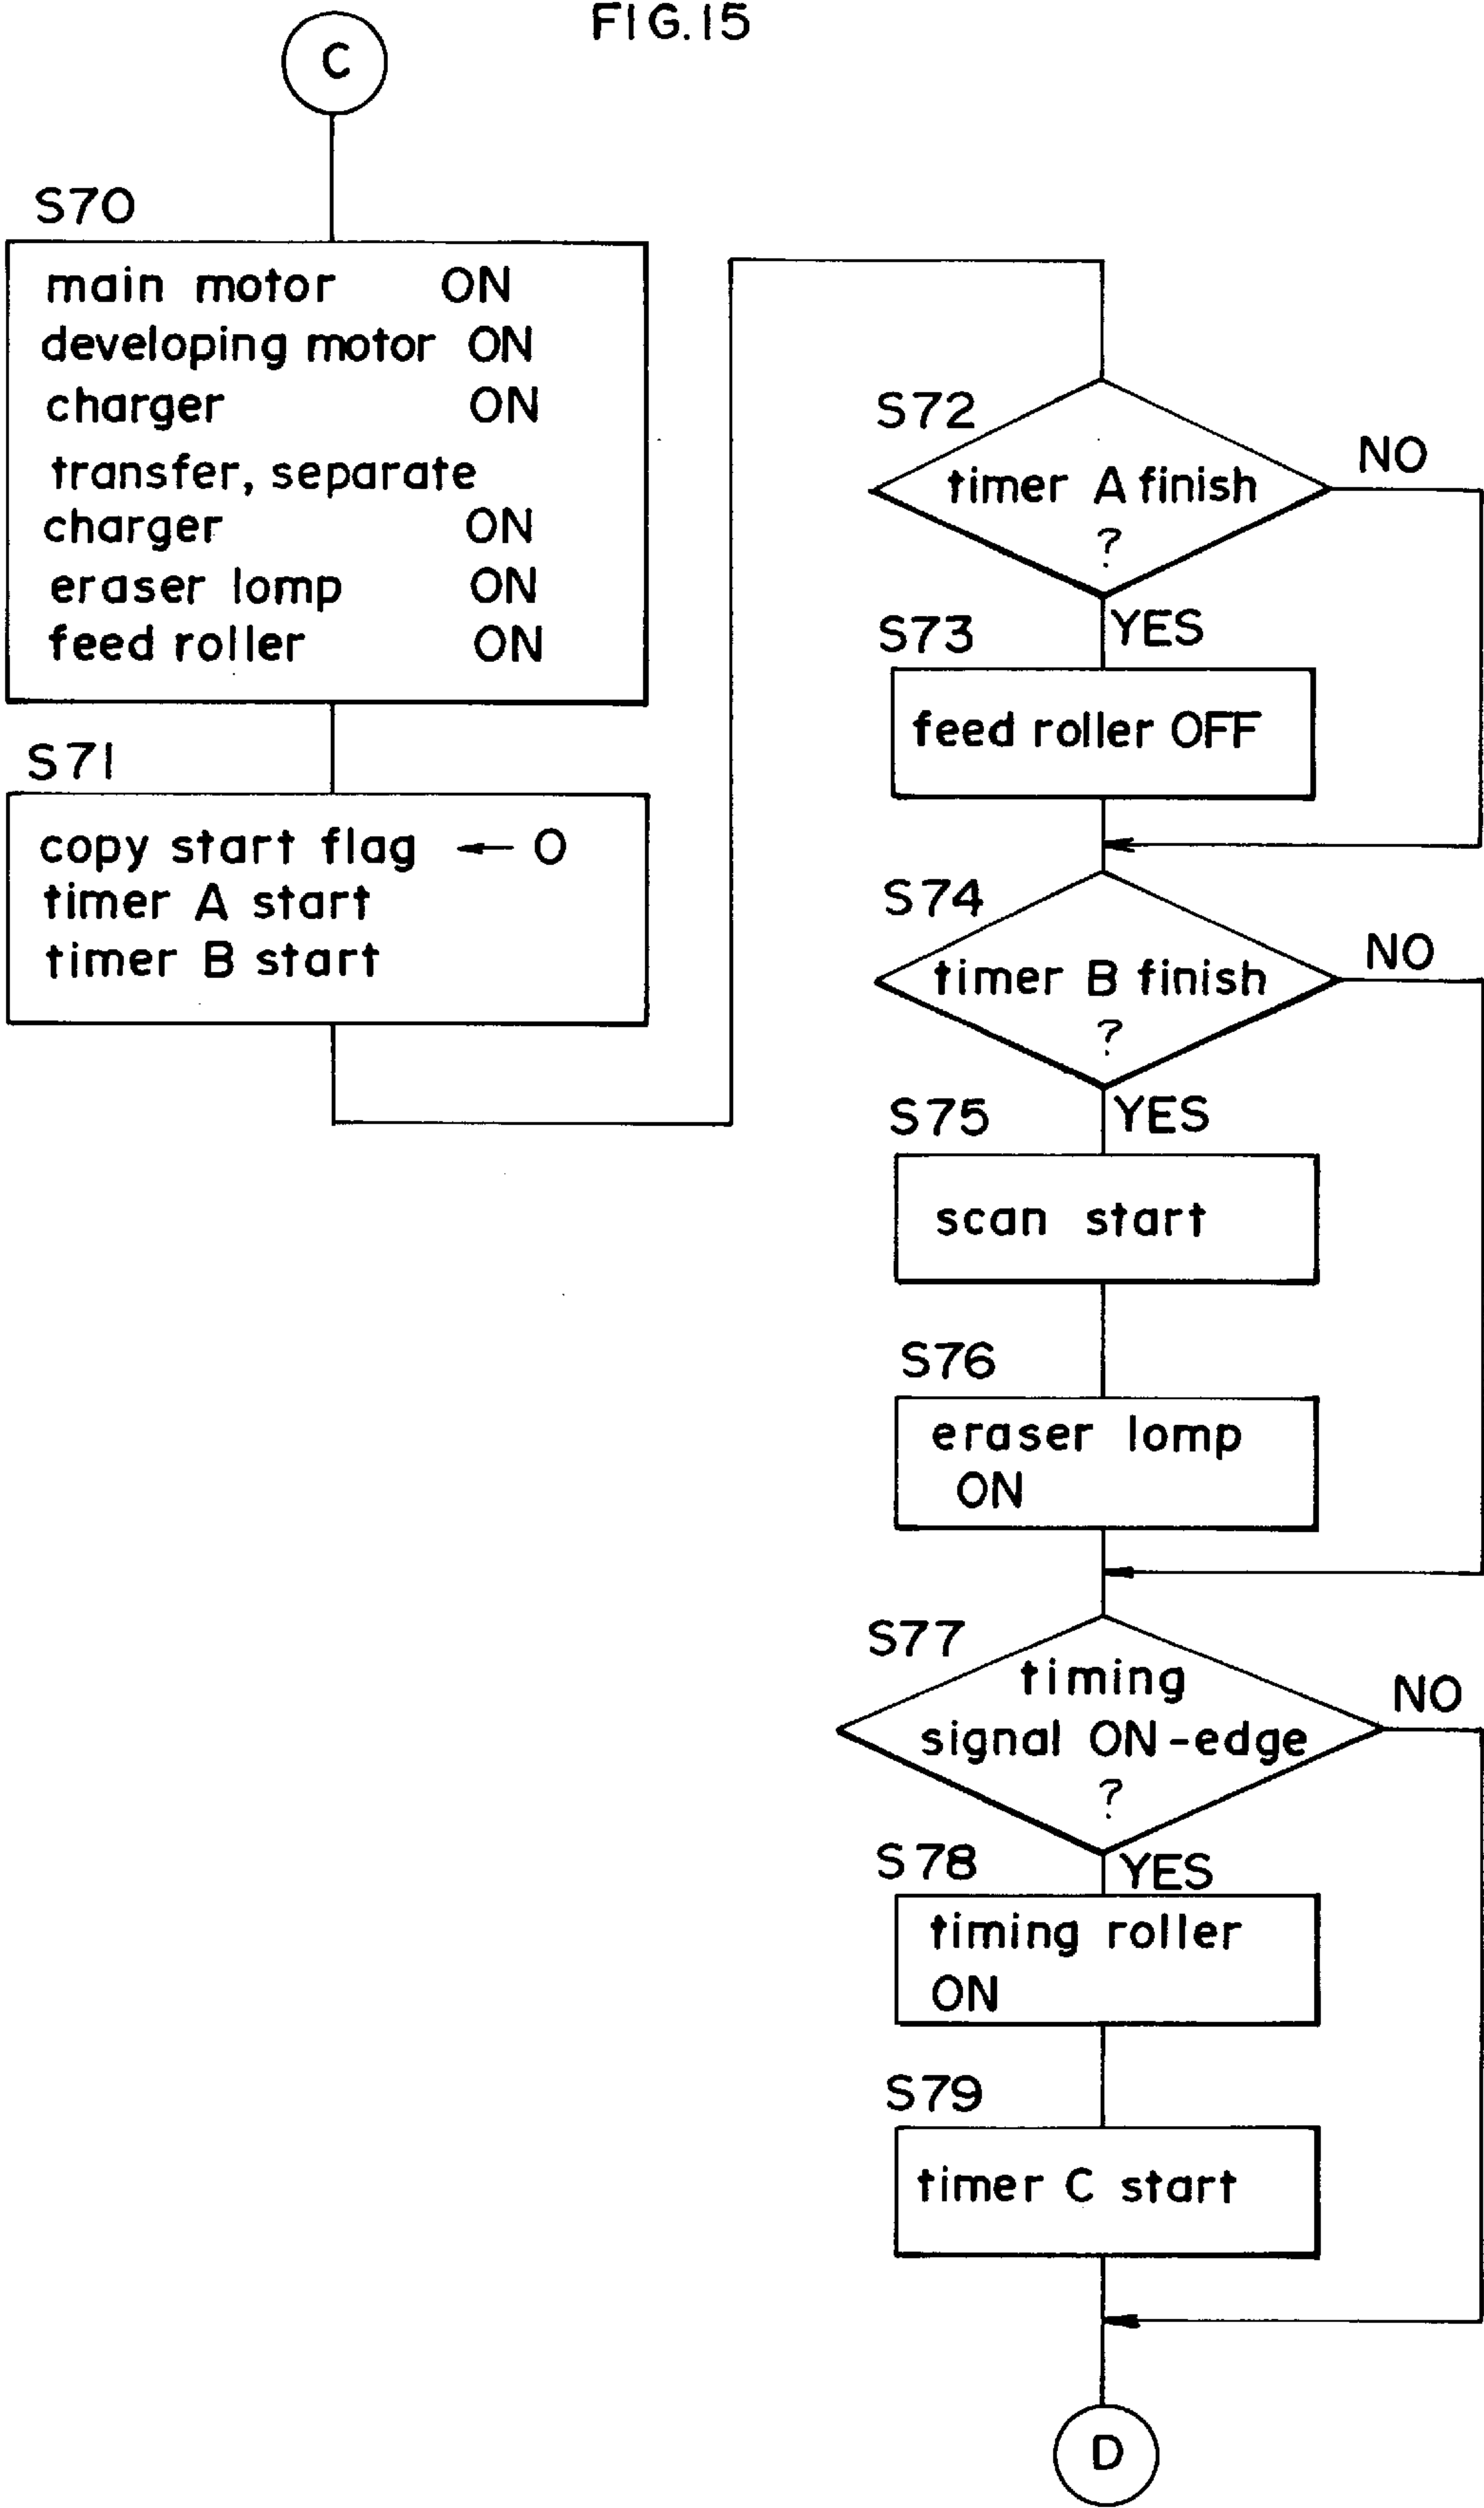 FIG.15
C
S70
main motor ON
developing motor ON
charger ON
transfer, separate
charger ON
eraser lomp ON
feed roller ON
S71
copy start flag ← 0
timer A start
timer B start
S72
timer A finish
?
NO
YES
S73
feed roller OFF
S74
timer B finish
?
NO
YES
S75
scan start
S76
eraser lomp
ON
S77
timing
signal ON-edge
?
NO
YES
S78
timing roller
ON
S79
timer C start
D